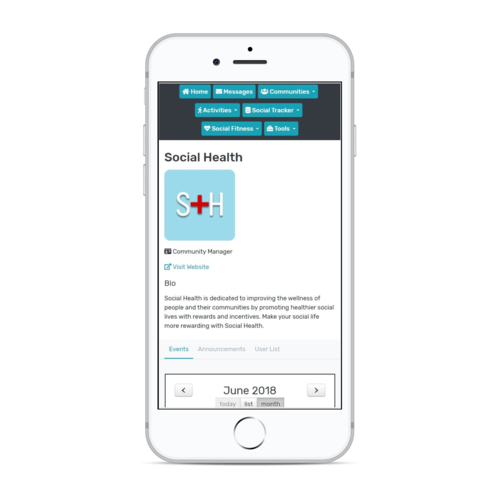 Home Messages Communities
Activities Social Tracker
Social Fitness Tools
Social Health
S+H
Community Manager
Visit Website
Bio
Social Health is dedicated to improving the wellness of
people and their communities by promoting healthier social
lives with rewards and incentives. Make your social life
more rewarding with Social Health.
Events Announcements User List
June 2018
today list month